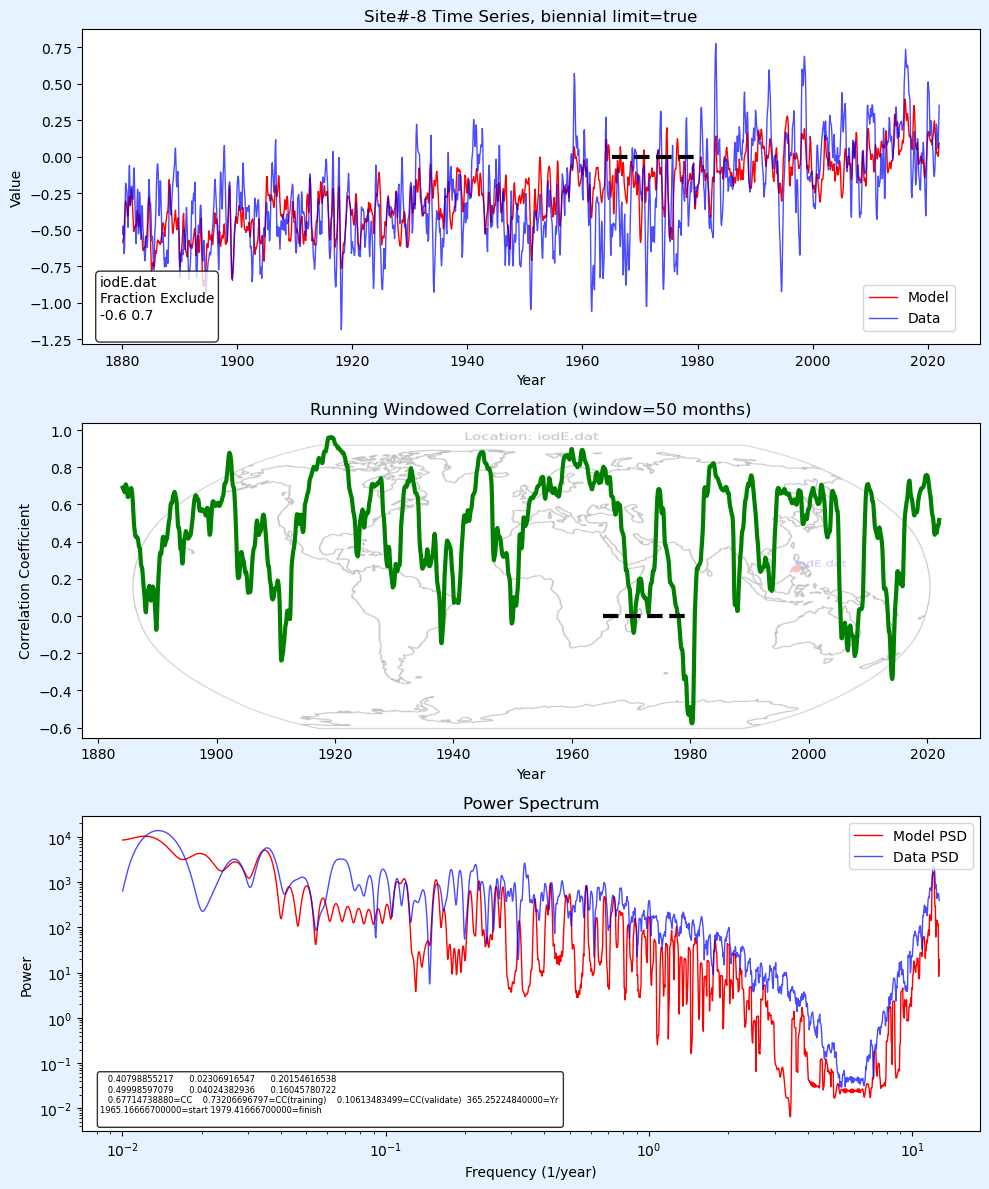 Site#-8 Time Series, biennial limit=true
Value
0.75
0.50
0.25
0.00
−0.25
−0.50
−0.75
−1.00
−1.25
iodE.dat
Fraction Exclude
-0.6 0.7
Model
Data
1880 1900 1920 1940 1960 1980 2000 2020
Year
Running Windowed Correlation (window=50 months)
Correlation Coefficient
1.0
0.8
0.6
0.4
0.2
0.0
−0.2
−0.4
−0.6
Location: iodE.dat
iodE.dat
1880 1900 1920 1940 1960 1980 2000 2020
Year
Power Spectrum
Power
10^4
10^3
10^2
10^1
10^0
10^−1
10^−2
Model PSD
Data PSD
0.40798855217 0.02306916547 0.20154616538
0.49998597079 0.04024382936 0.16045780722
0.67714738880=CC 0.73206696797=CC(training) 0.10613483499=CC(validate) 365.25224840000=Yr
1965.16666700000=start 1979.41666700000=finish
10^−2 10^−1 10^0 10^1
Frequency (1/year)